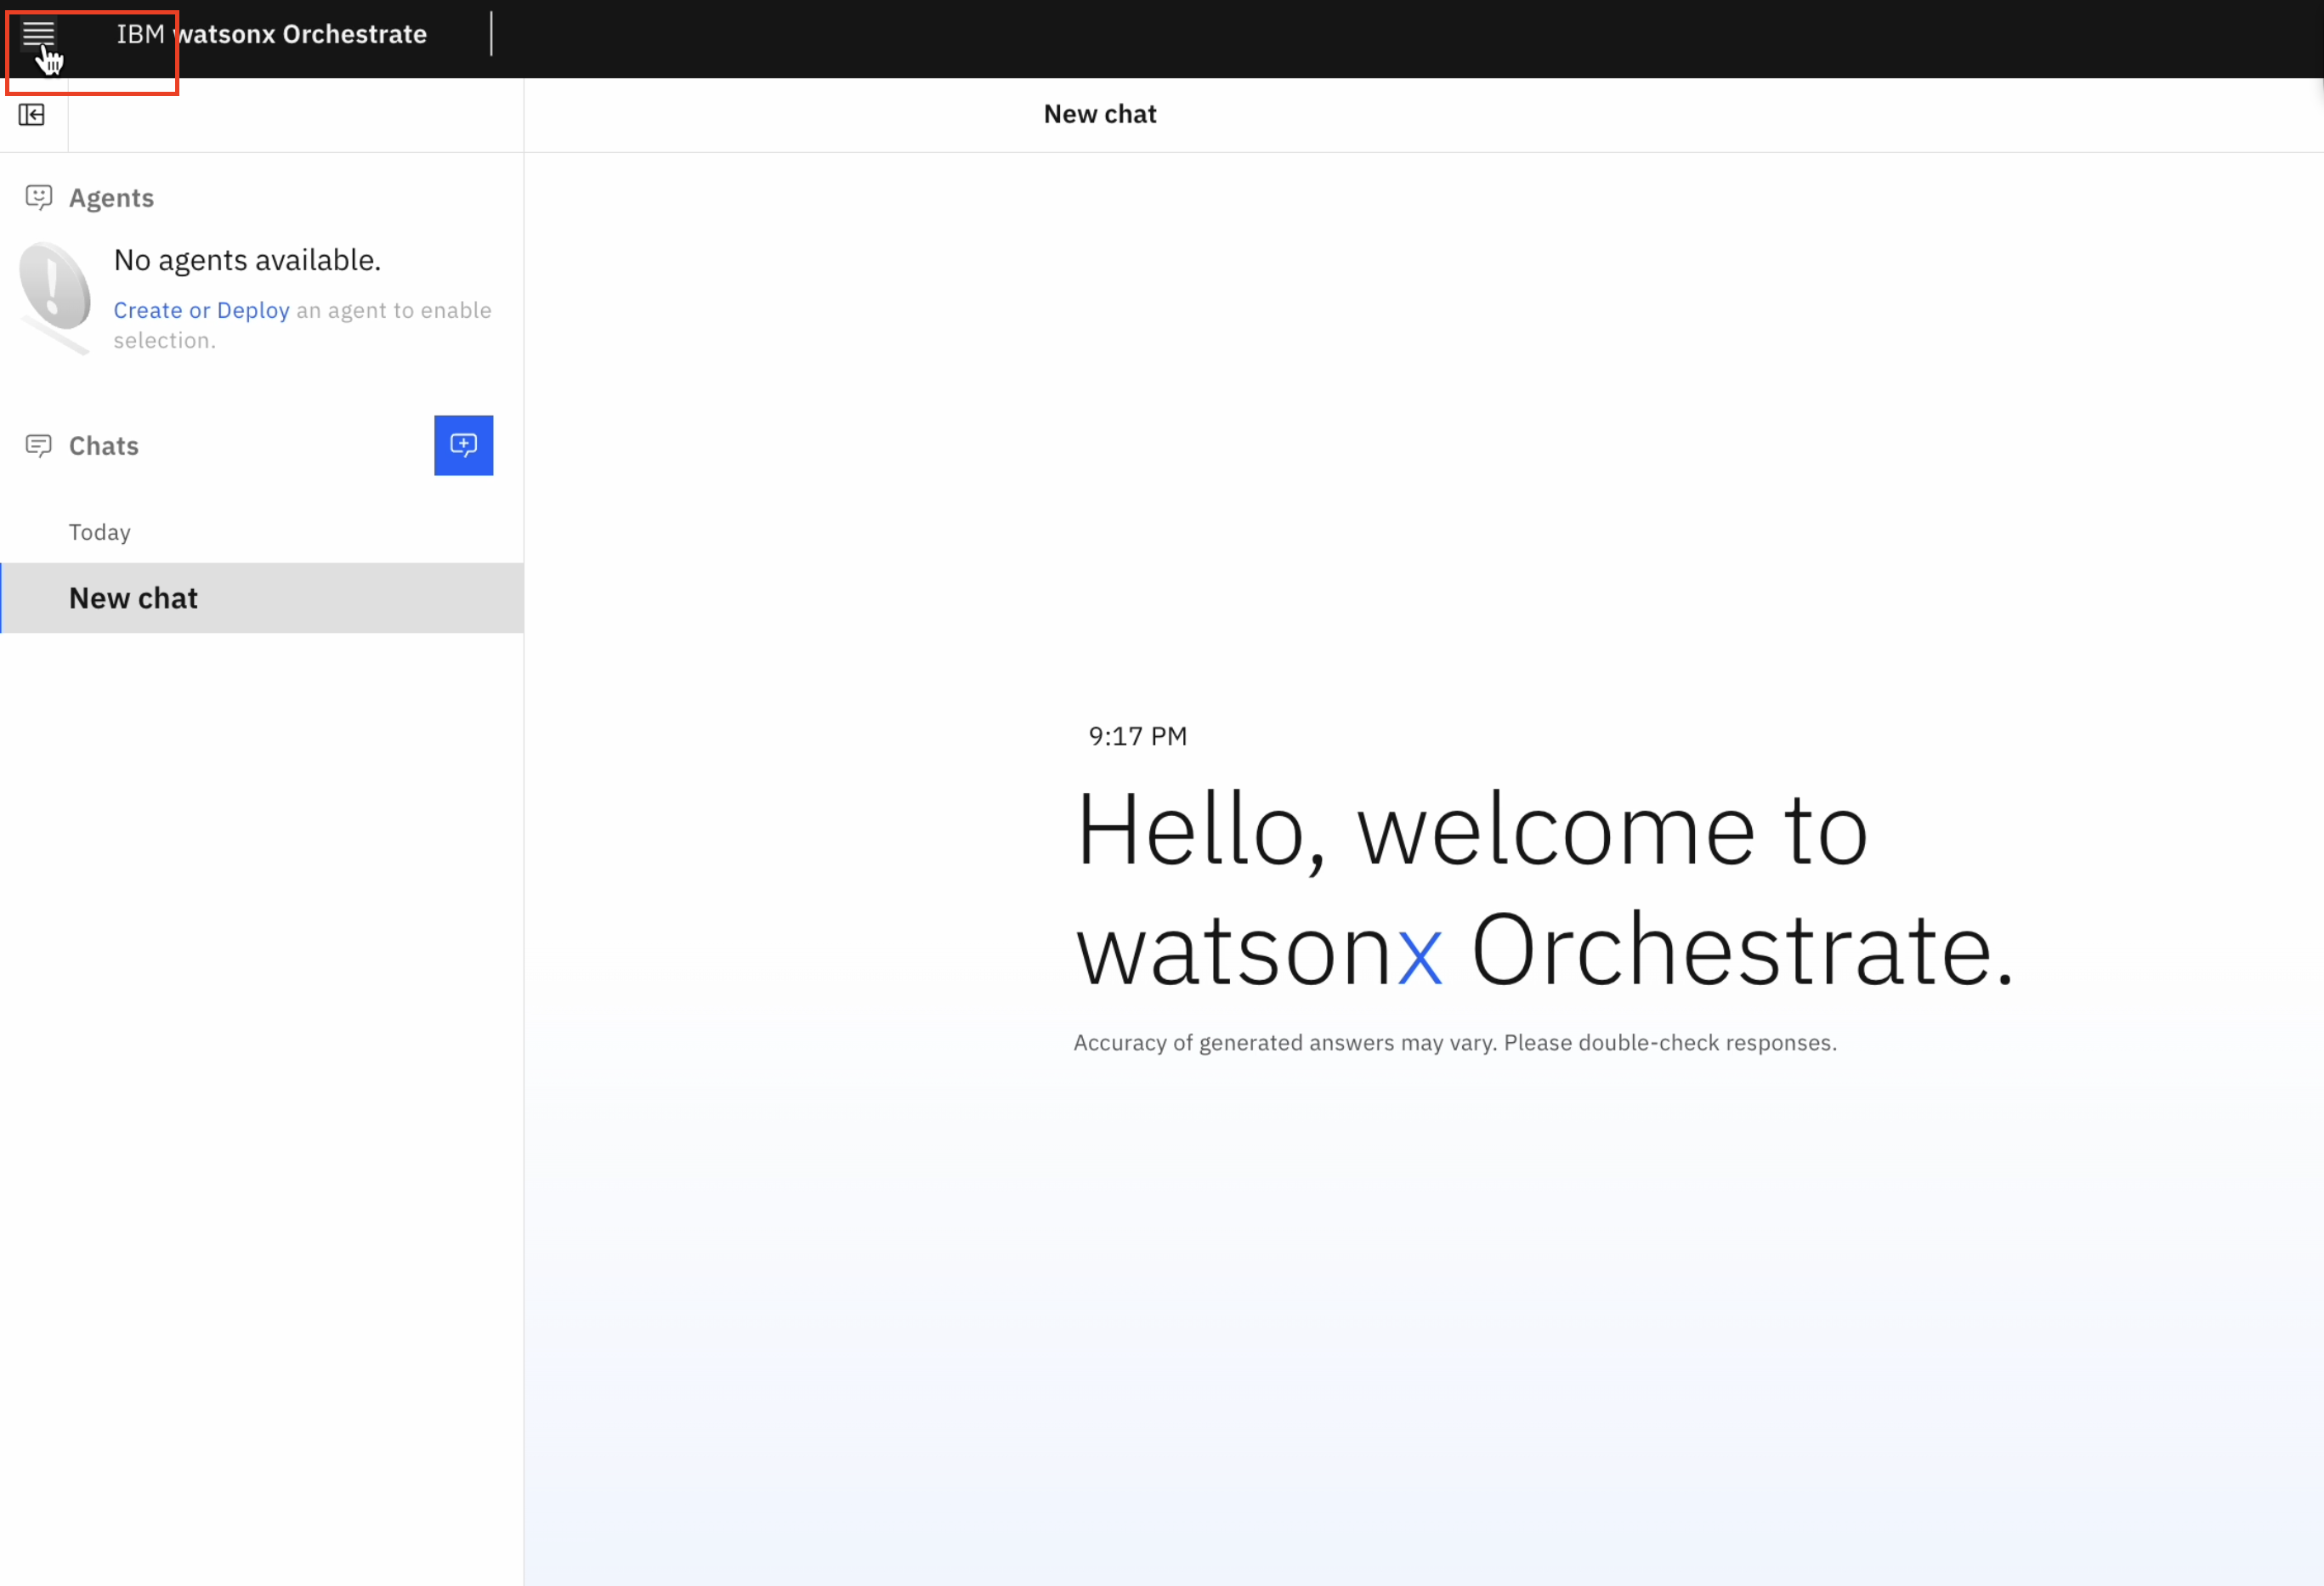 IBM watsonx Orchestrate
New chat
Agents
No agents available.
Create or Deploy an agent to enable
selection.
Chats
Today
New chat
9:17 PM
Hello, welcome to
watsonx Orchestrate.
Accuracy of generated answers may vary. Please double-check responses.